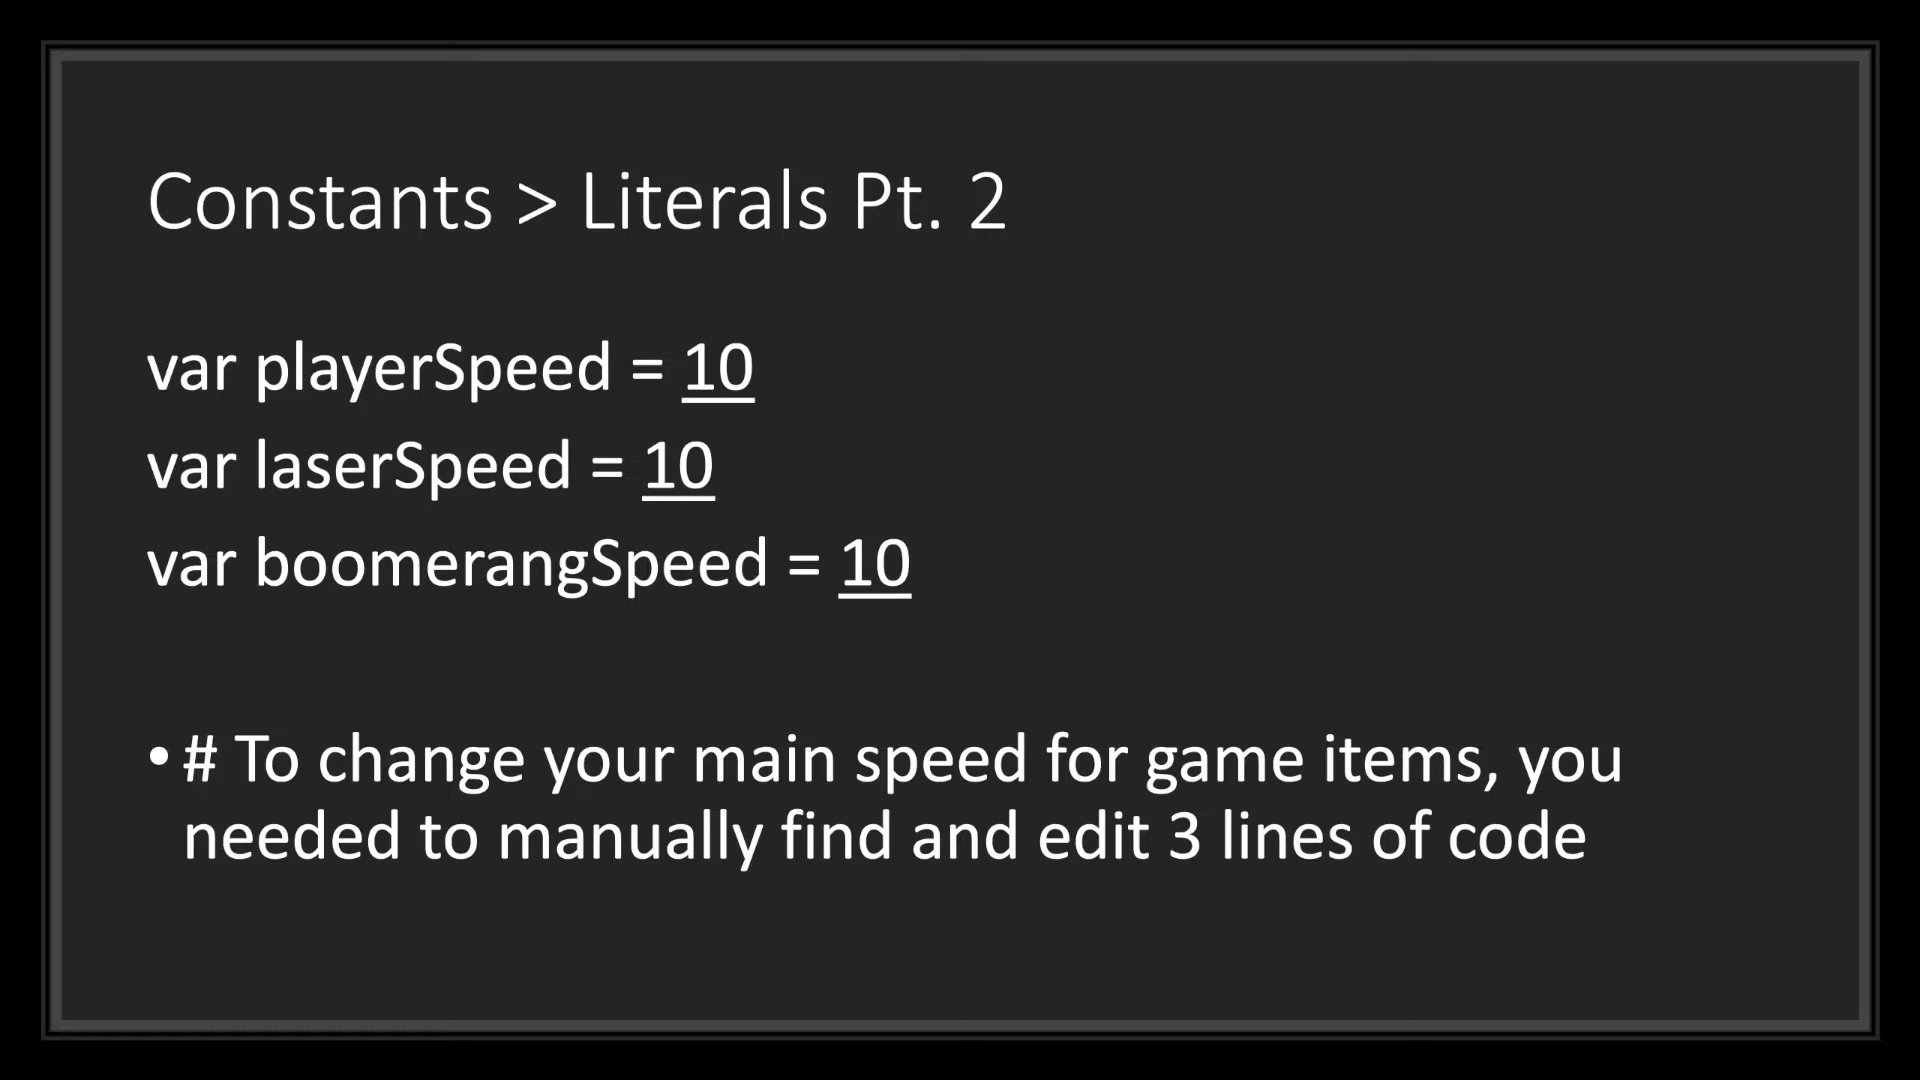 Constants > Literals Pt. 2
var playerSpeed = 10
var laserSpeed = 10
var boomerangSpeed = 10
• # To change your main speed for game items, you
needed to manually find and edit 3 lines of code